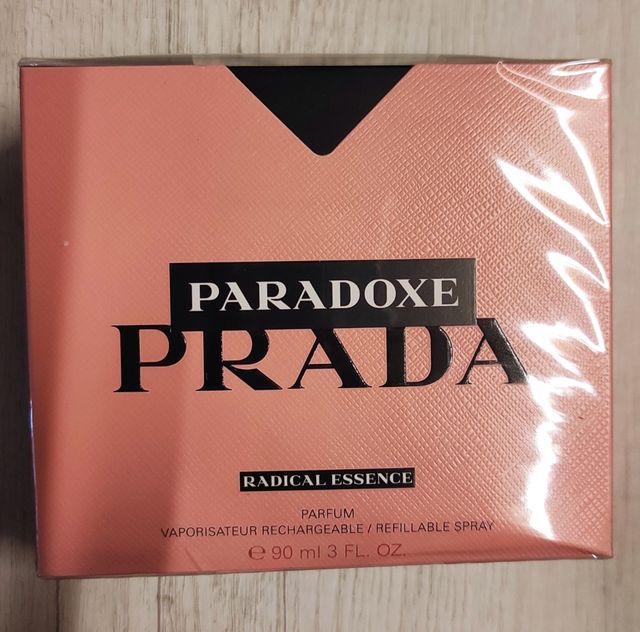 PARADOXE
PRADA
RADICAL ESSENCE
PARFUM
VAPORISATEUR RECHARGEABLE / REFILLABLE SPRAY
℮ 90 ml 3 FL. OZ.